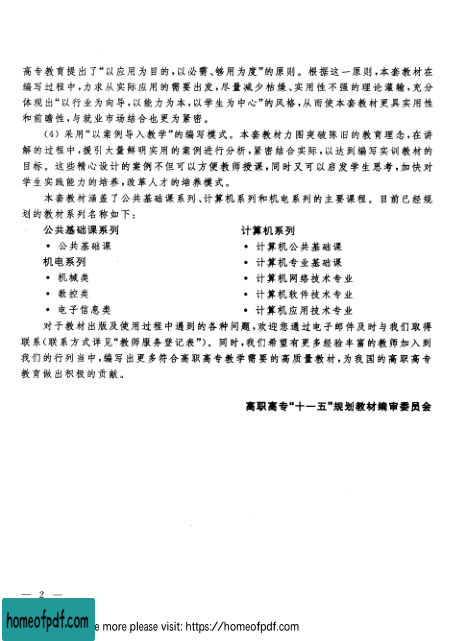 高专教育提出了“以应用为目的,以必需、够用为度”的原则。根据这一原则,本套教材在
编写过程中,力求从实际应用的需要出发,尽量减少枯燥、实用性不强的理论灌输,充分
体现出“以行业为向导,以能力为本,以学生为中心”的风格,从而使本套教材更具实用性
和前瞻性,与就业市场结合也更为紧密。
(4) 采用“以案例导入教学”的编写模式。本套教材力图突破陈旧的教育理念,在讲
解的过程中,援引大量鲜明实用的案例进行分析,紧密结合实际,以达到编写实训教材的
目标。这些精心设计的案例不但可以方便教师授课,同时又可以启发学生思考,加快对
学生实践能力的培养,改革人才的培养模式。
本套教材涵盖了公共基础课系列、计算机系列和机电系列的主要课程。目前已经规
划的教材系列名称如下:
公共基础课系列
• 公共基础课
机电系列
• 机械类
• 数控类
• 电子信息类
计算机系列
• 计算机公共基础课
• 计算机专业基础课
• 计算机网络技术专业
• 计算机软件技术专业
• 计算机应用技术专业
对于教材出版及使用过程中遇到的各种问题,欢迎您通过电子邮件及时与我们取得
联系(联系方式详见“教师服务登记表”)。同时,我们希望有更多经验丰富的教师加入到
我们的行列当中,编写出更多符合高职高专教学需要的高质量教材,为我国的高职高专
教育做出积极的贡献。
高职高专“十一五”规划教材编审委员会
— 2 —
homeofpdf.com
e more please visit: https://homeofpdf.com